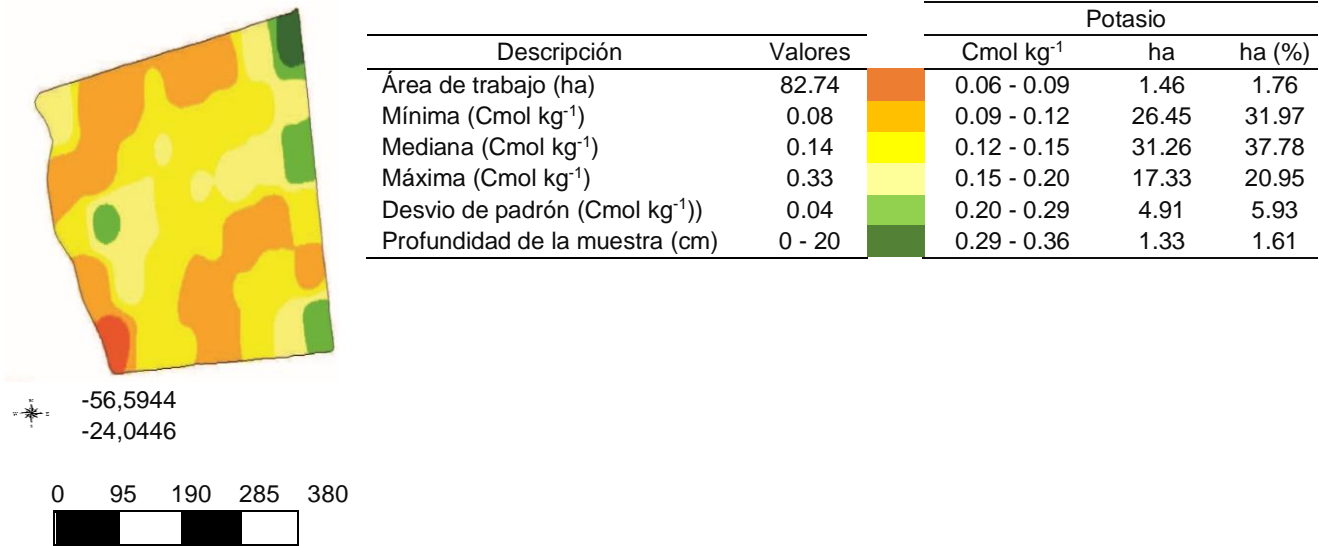 Potasio
Descripción Valores Cmol kg-1 ha ha (%)
Área de trabajo (ha) 82.74 0.06 - 0.09 1.46 1.76
Mínima (Cmol kg-1) 0.08 0.09 - 0.12 26.45 31.97
Mediana (Cmol kg-1) 0.14 0.12 - 0.15 31.26 37.78
Máxima (Cmol kg-1) 0.33 0.15 - 0.20 17.33 20.95
Desvio de padrón (Cmol kg-1)) 0.04 0.20 - 0.29 4.91 5.93
Profundidad de la muestra (cm) 0 - 20 0.29 - 0.36 1.33 1.61
-56,5944
-24,0446
0 95 190 285 380